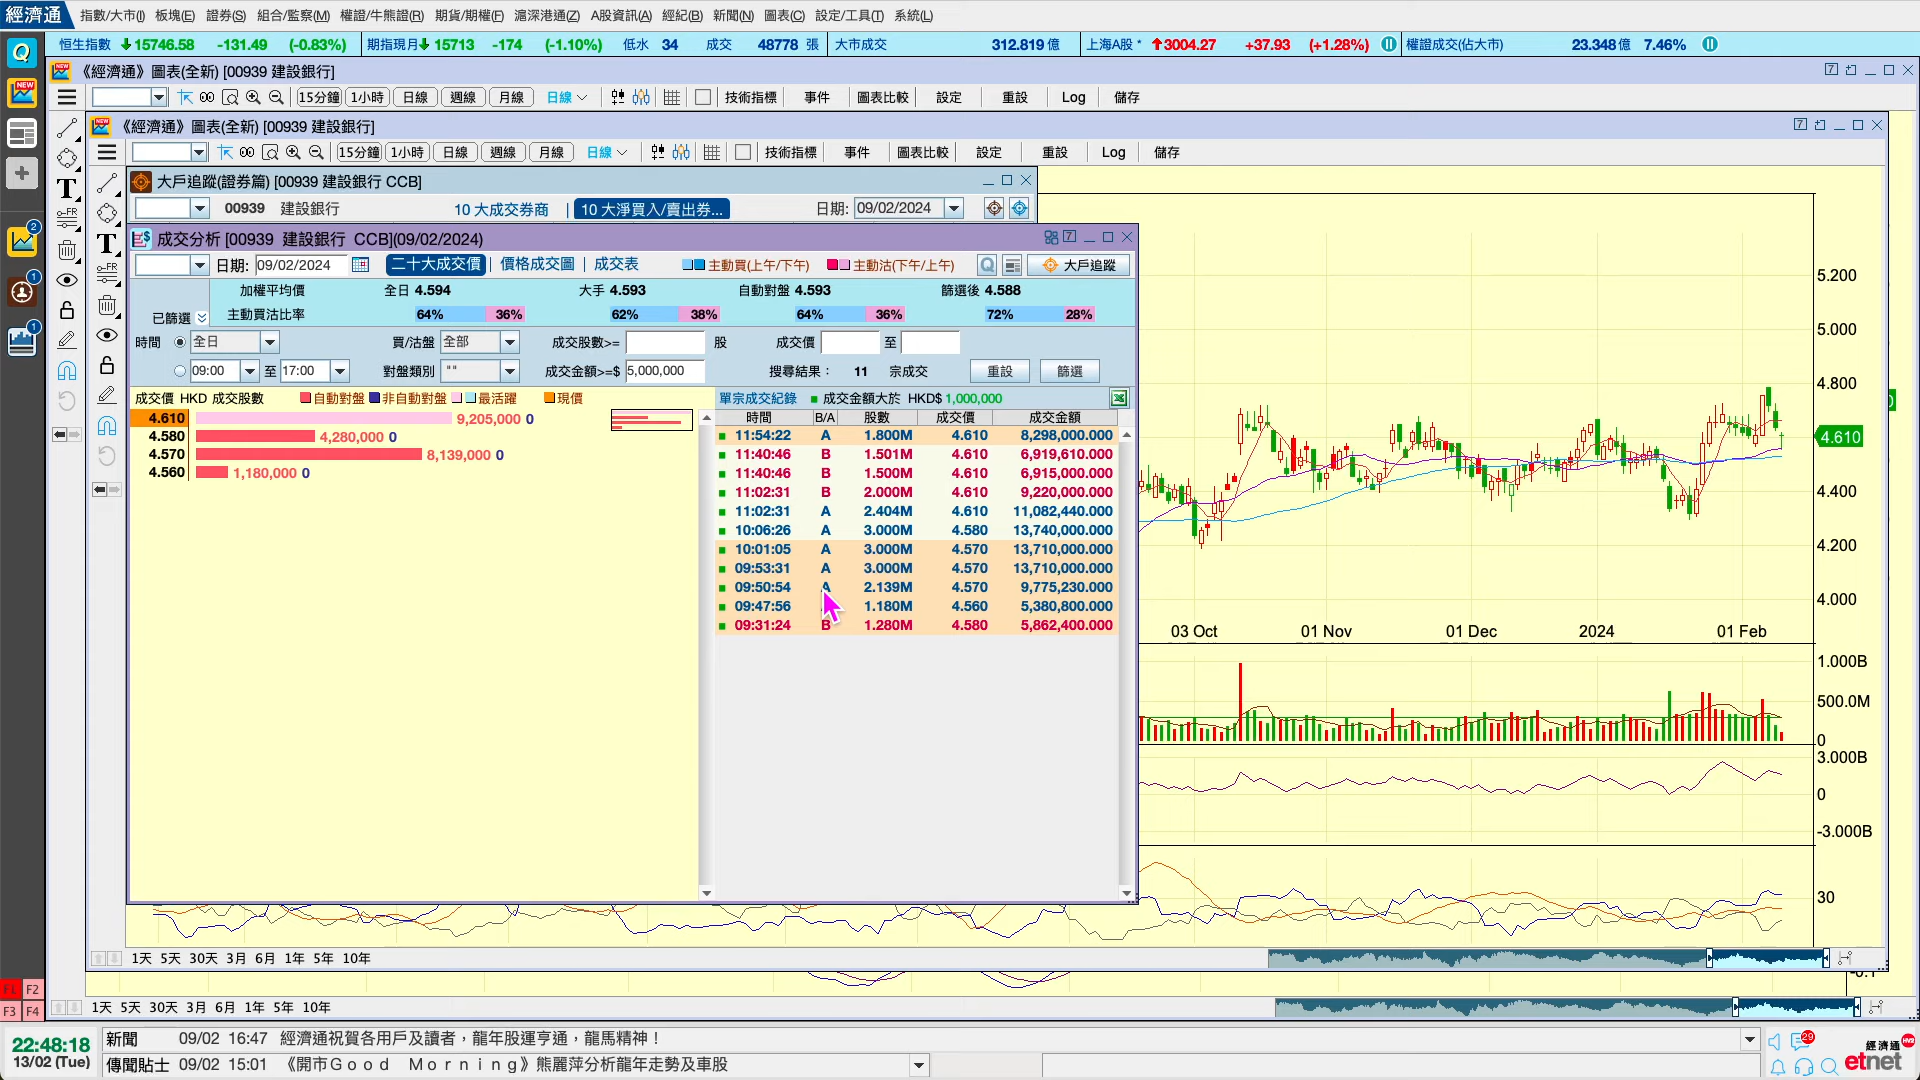 經濟通 指數/大市(I) 板塊(E) 證券(S) 組合/監察(M) 權證/牛熊證(R) 期貨/期權(F) 滬深港通(Z) A股資訊(A) 經紀(B) 新聞(N) 圖表(C) 設定/工具(T) 系統(L)
恒生指數 15746.58 -131.49 (-0.83%) 期指現月 15713 -174 (-1.10%) 低水 34 成交 48778 張 大市成交 312.819 億 上海A股 * 3004.27 +37.93 (+1.28%) 權證成交(佔大市) 23.348 億 7.46%
《經濟通》圖表(全新) [00939 建設銀行]
15分鐘 1小時 日線 週線 月線 日線 技術指標 事件 圖表比較 設定 重設 Log 儲存
《經濟通》圖表(全新) [00939 建設銀行]
15分鐘 1小時 日線 週線 月線 日線 技術指標 事件 圖表比較 設定 重設 Log 儲存
大戶追蹤(證券篇) [00939 建設銀行 CCB]
00939 建設銀行 10 大成交券商 | 10 大淨買入/賣出券... 日期: 09/02/2024
成交分析 [00939 建設銀行 CCB](09/02/2024)
日期: 09/02/2024 二十大成交價 | 價格成交圖 | 成交表 主動買(上午/下午) 主動沽(下午/上午) 大戶追蹤
加權平均價 全日 4.594 大手 4.593 自動對盤 4.593 篩選後 4.588
已篩選 主動買沽比率 64% 36% 62% 38% 64% 36% 72% 28%
時間 全日 買/沽盤 全部 成交股數>= 股 成交價 至
09:00 至 17:00 對盤類別 "" 成交金額>=$ 5,000,000 搜尋結果： 11 宗成交 重設 篩選
成交價 HKD 成交股數 自動對盤 非自動對盤 最活躍 現價
4.610 9,205,000 0
4.580 4,280,000 0
4.570 8,139,000 0
4.560 1,180,000 0
單宗成交紀錄 成交金額大於 HKD$ 1,000,000
時間 B/A 股數 成交價 成交金額
11:54:22 A 1.800M 4.610 8,298,000.000
11:40:46 B 1.501M 4.610 6,919,610.000
11:40:46 B 1.500M 4.610 6,915,000.000
11:02:31 B 2.000M 4.610 9,220,000.000
11:02:31 A 2.404M 4.610 11,082,440.000
10:06:26 A 3.000M 4.580 13,740,000.000
10:01:05 A 3.000M 4.570 13,710,000.000
09:53:31 A 3.000M 4.570 13,710,000.000
09:50:54 A 2.139M 4.570 9,775,230.000
09:47:56 1.180M 4.560 5,380,800.000
09:31:24 B 1.280M 4.580 5,862,400.000
5.200
5.000
4.800
4.610
4.400
4.200
4.000
03 Oct 01 Nov 01 Dec 2024 01 Feb
1.000B
500.0M
0
3.000B
0
-3.000B
30
1天 5天 30天 3月 6月 1年 5年 10年
1天 5天 30天 3月 6月 1年 5年 10年
Q
NEW
T
FR
2
1
1
F1 F2
F3 F4
22:48:18
13/02 (Tue)
新聞 09/02 16:47 經濟通祝賀各用戶及讀者，龍年股運亨通，龍馬精神！
傳聞貼士 09/02 15:01 《開市Good Morning》熊麗萍分析龍年走勢及車股
29
經濟通
etnet